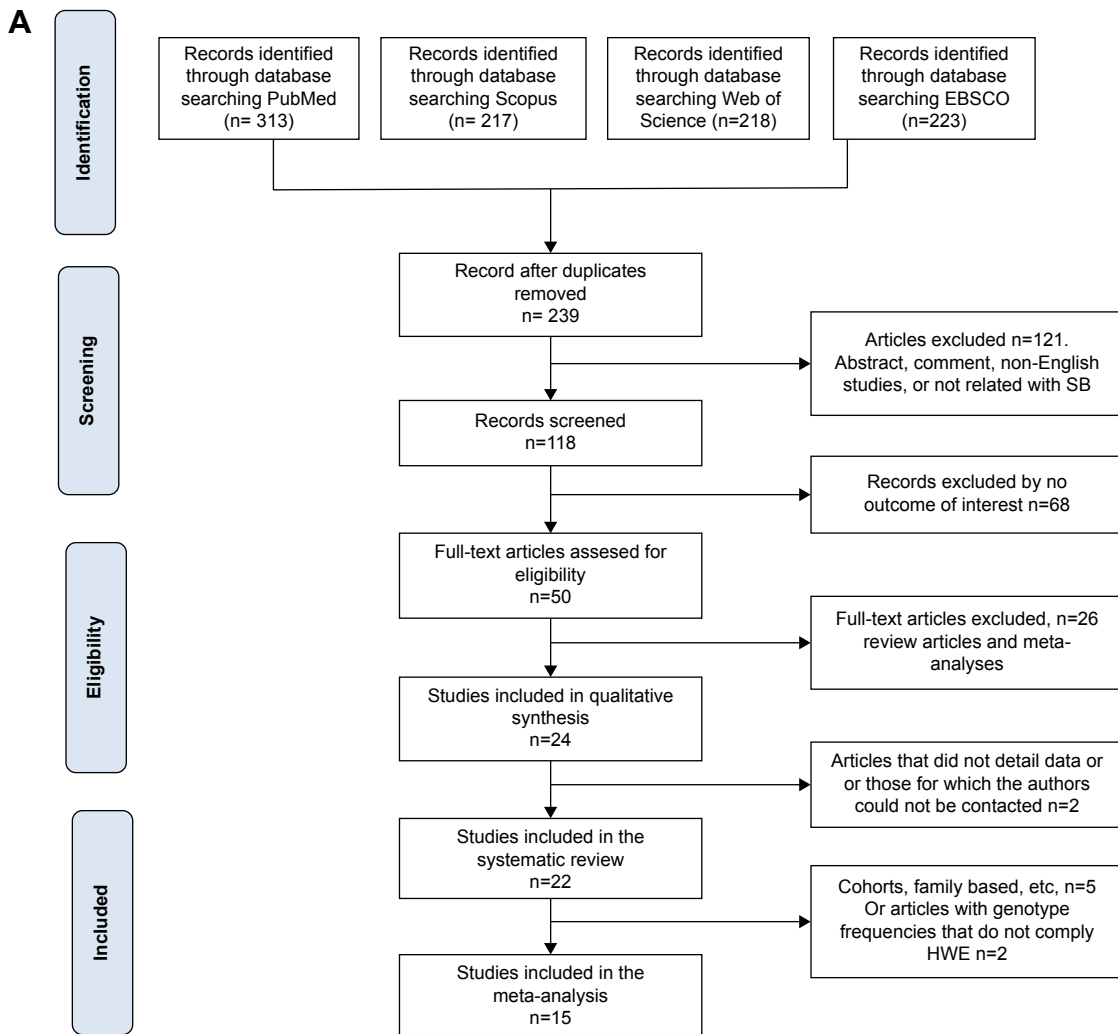 A
Identification
Records identified
through database
searching PubMed
(n= 313)
Records identified
through database
searching Scopus
(n= 217)
Records identified
through database
searching Web of
Science (n=218)
Records identified
through database
searching EBSCO
(n=223)
Screening
Record after duplicates
removed
n= 239
Articles excluded n=121.
Abstract, comment, non-English
studies, or not related with SB
Records screened
n=118
Records excluded by no
outcome of interest n=68
Eligibility
Full-text articles assesed for
eligibility
n=50
Full-text articles excluded, n=26
review articles and meta-
analyses
Studies included in qualitative
synthesis
n=24
Articles that did not detail data or
or those for which the authors
could not be contacted n=2
Included
Studies included in the
systematic review
n=22
Cohorts, family based, etc, n=5
Or articles with genotype
frequencies that do not comply
HWE n=2
Studies included in the
meta-analysis
n=15